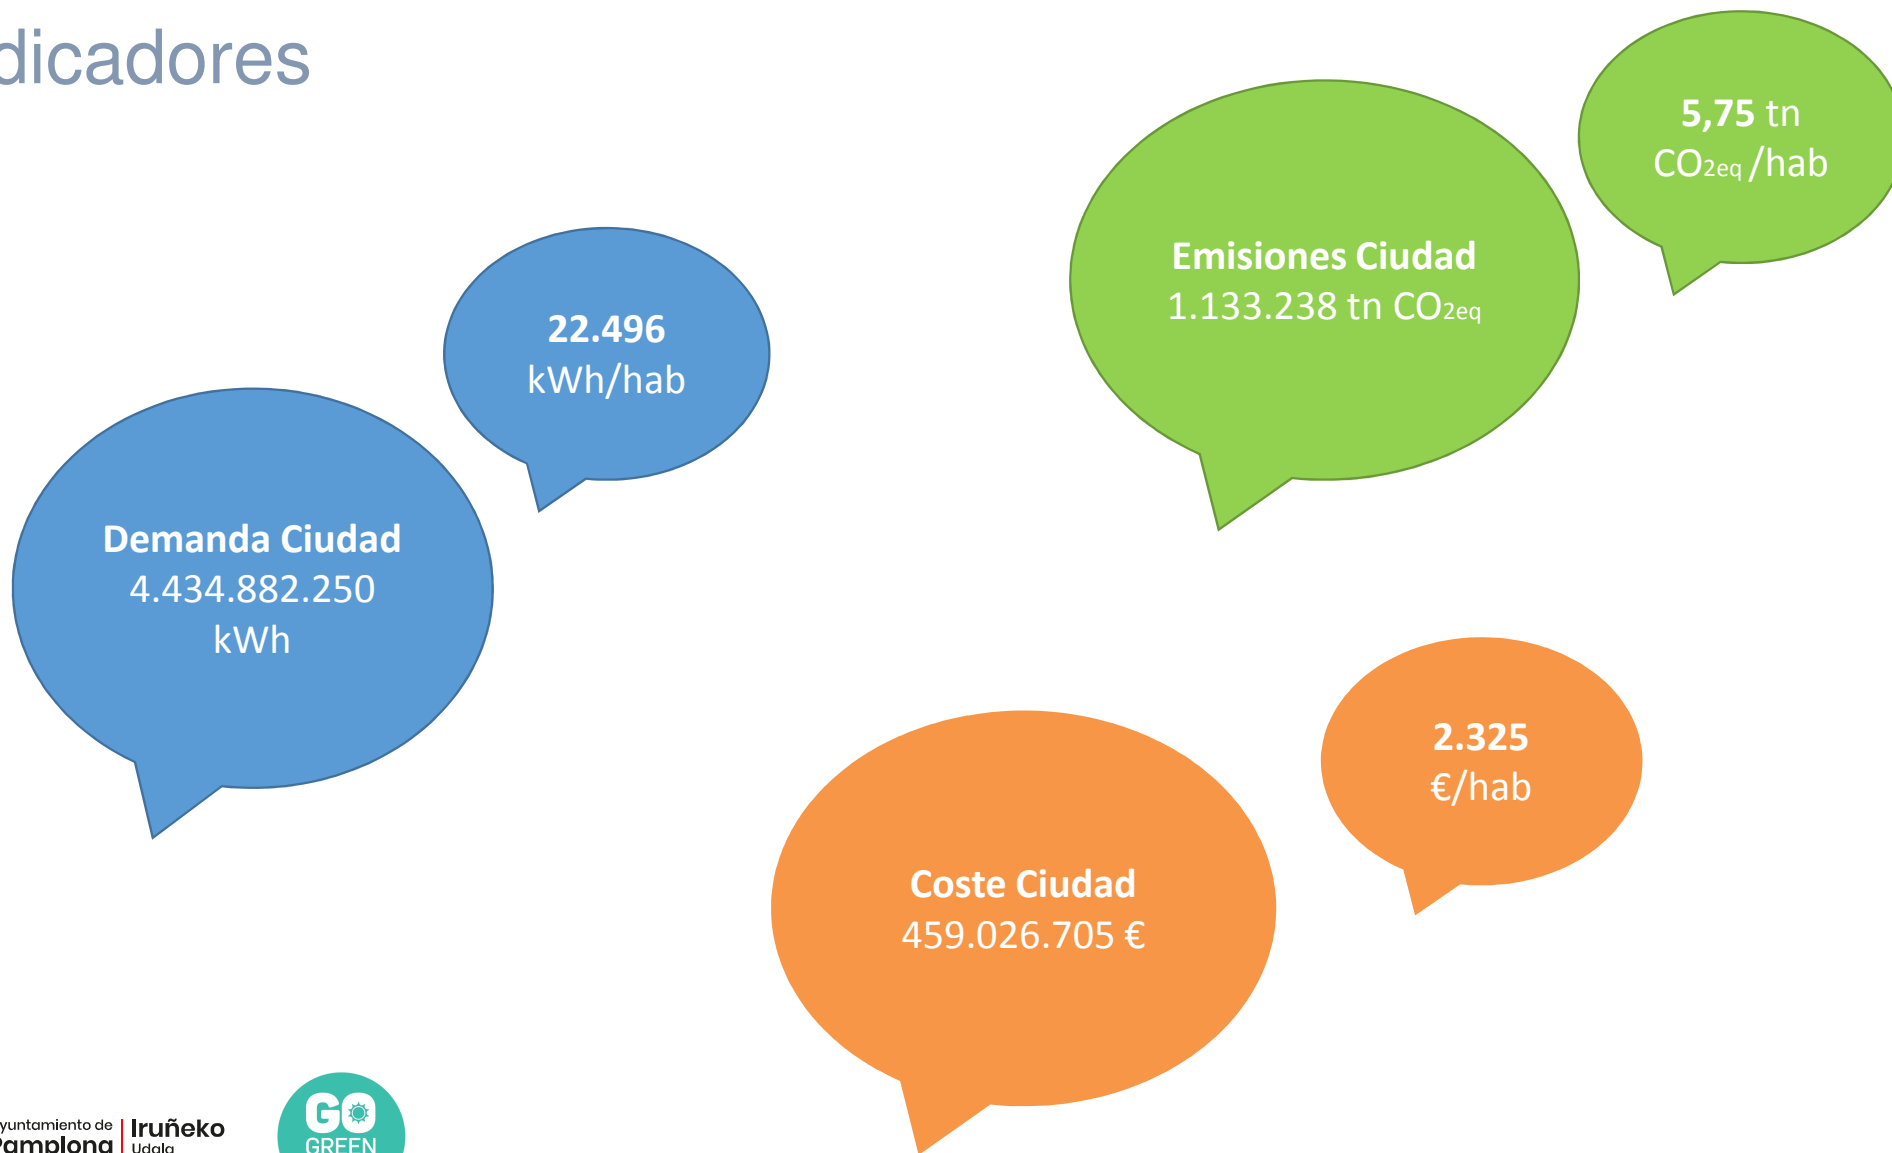 dicadores
5,75 tn
CO2eq /hab
Emisiones Ciudad
1.133.238 tn CO2eq
22.496
kWh/hab
Demanda Ciudad
4.434.882.250
kWh
2.325
€/hab
Coste Ciudad
459.026.705 €
yuntamiento de
Pamplona
Iruñeko
Udala
GO
GREEN